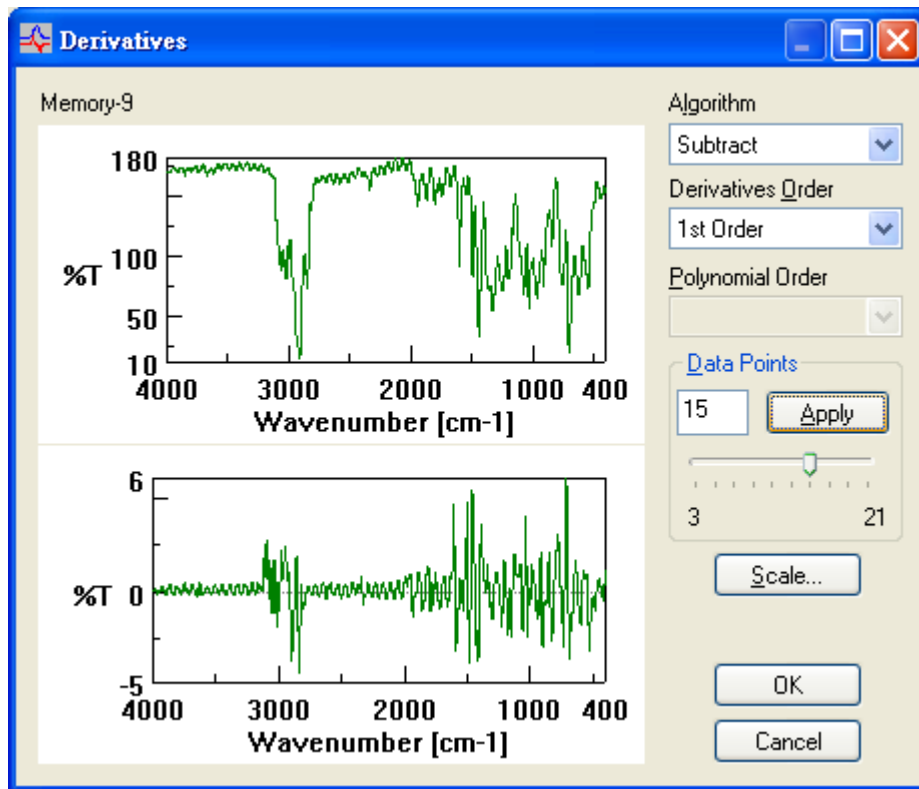 Derivatives
Memory-9
180
100
%T
50
10
4000 3000 2000 1000 400
Wavenumber [cm-1]
6
%T 0
-5
4000 3000 2000 1000 400
Wavenumber [cm-1]
Algorithm
Subtract
Derivatives Order
1st Order
Polynomial Order
Data Points
15 Apply
3 21
Scale...
OK
Cancel